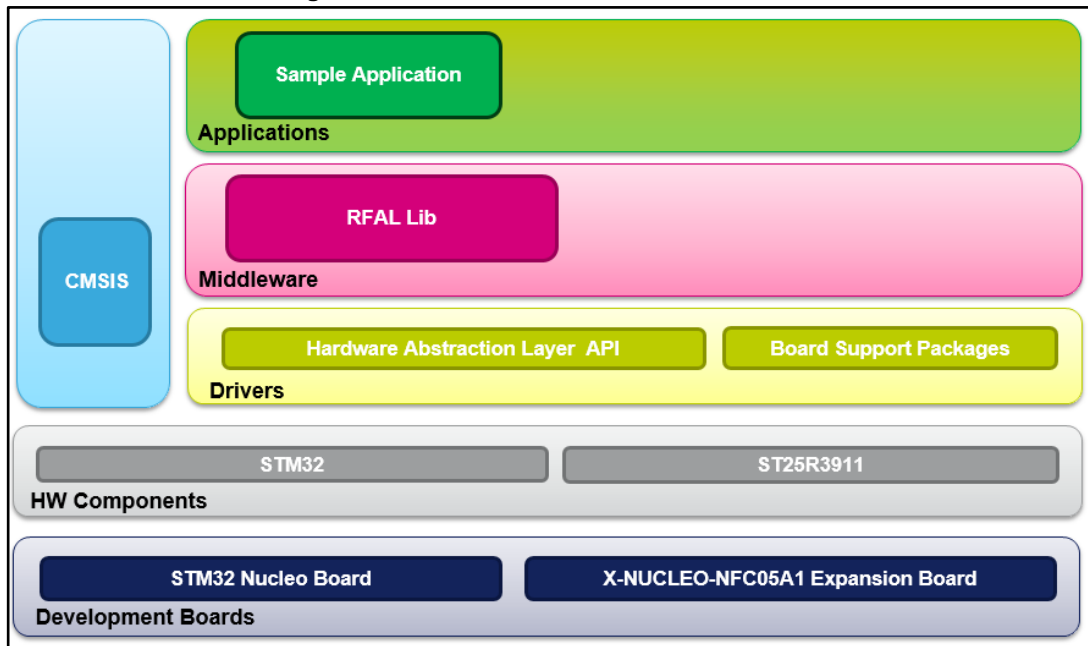 Sample Application
Applications
RFAL Lib
CMSIS
Middleware
Hardware Abstraction Layer API
Board Support Packages
Drivers
STM32
ST25R3911
HW Components
STM32 Nucleo Board
X-NUCLEO-NFC05A1 Expansion Board
Development Boards